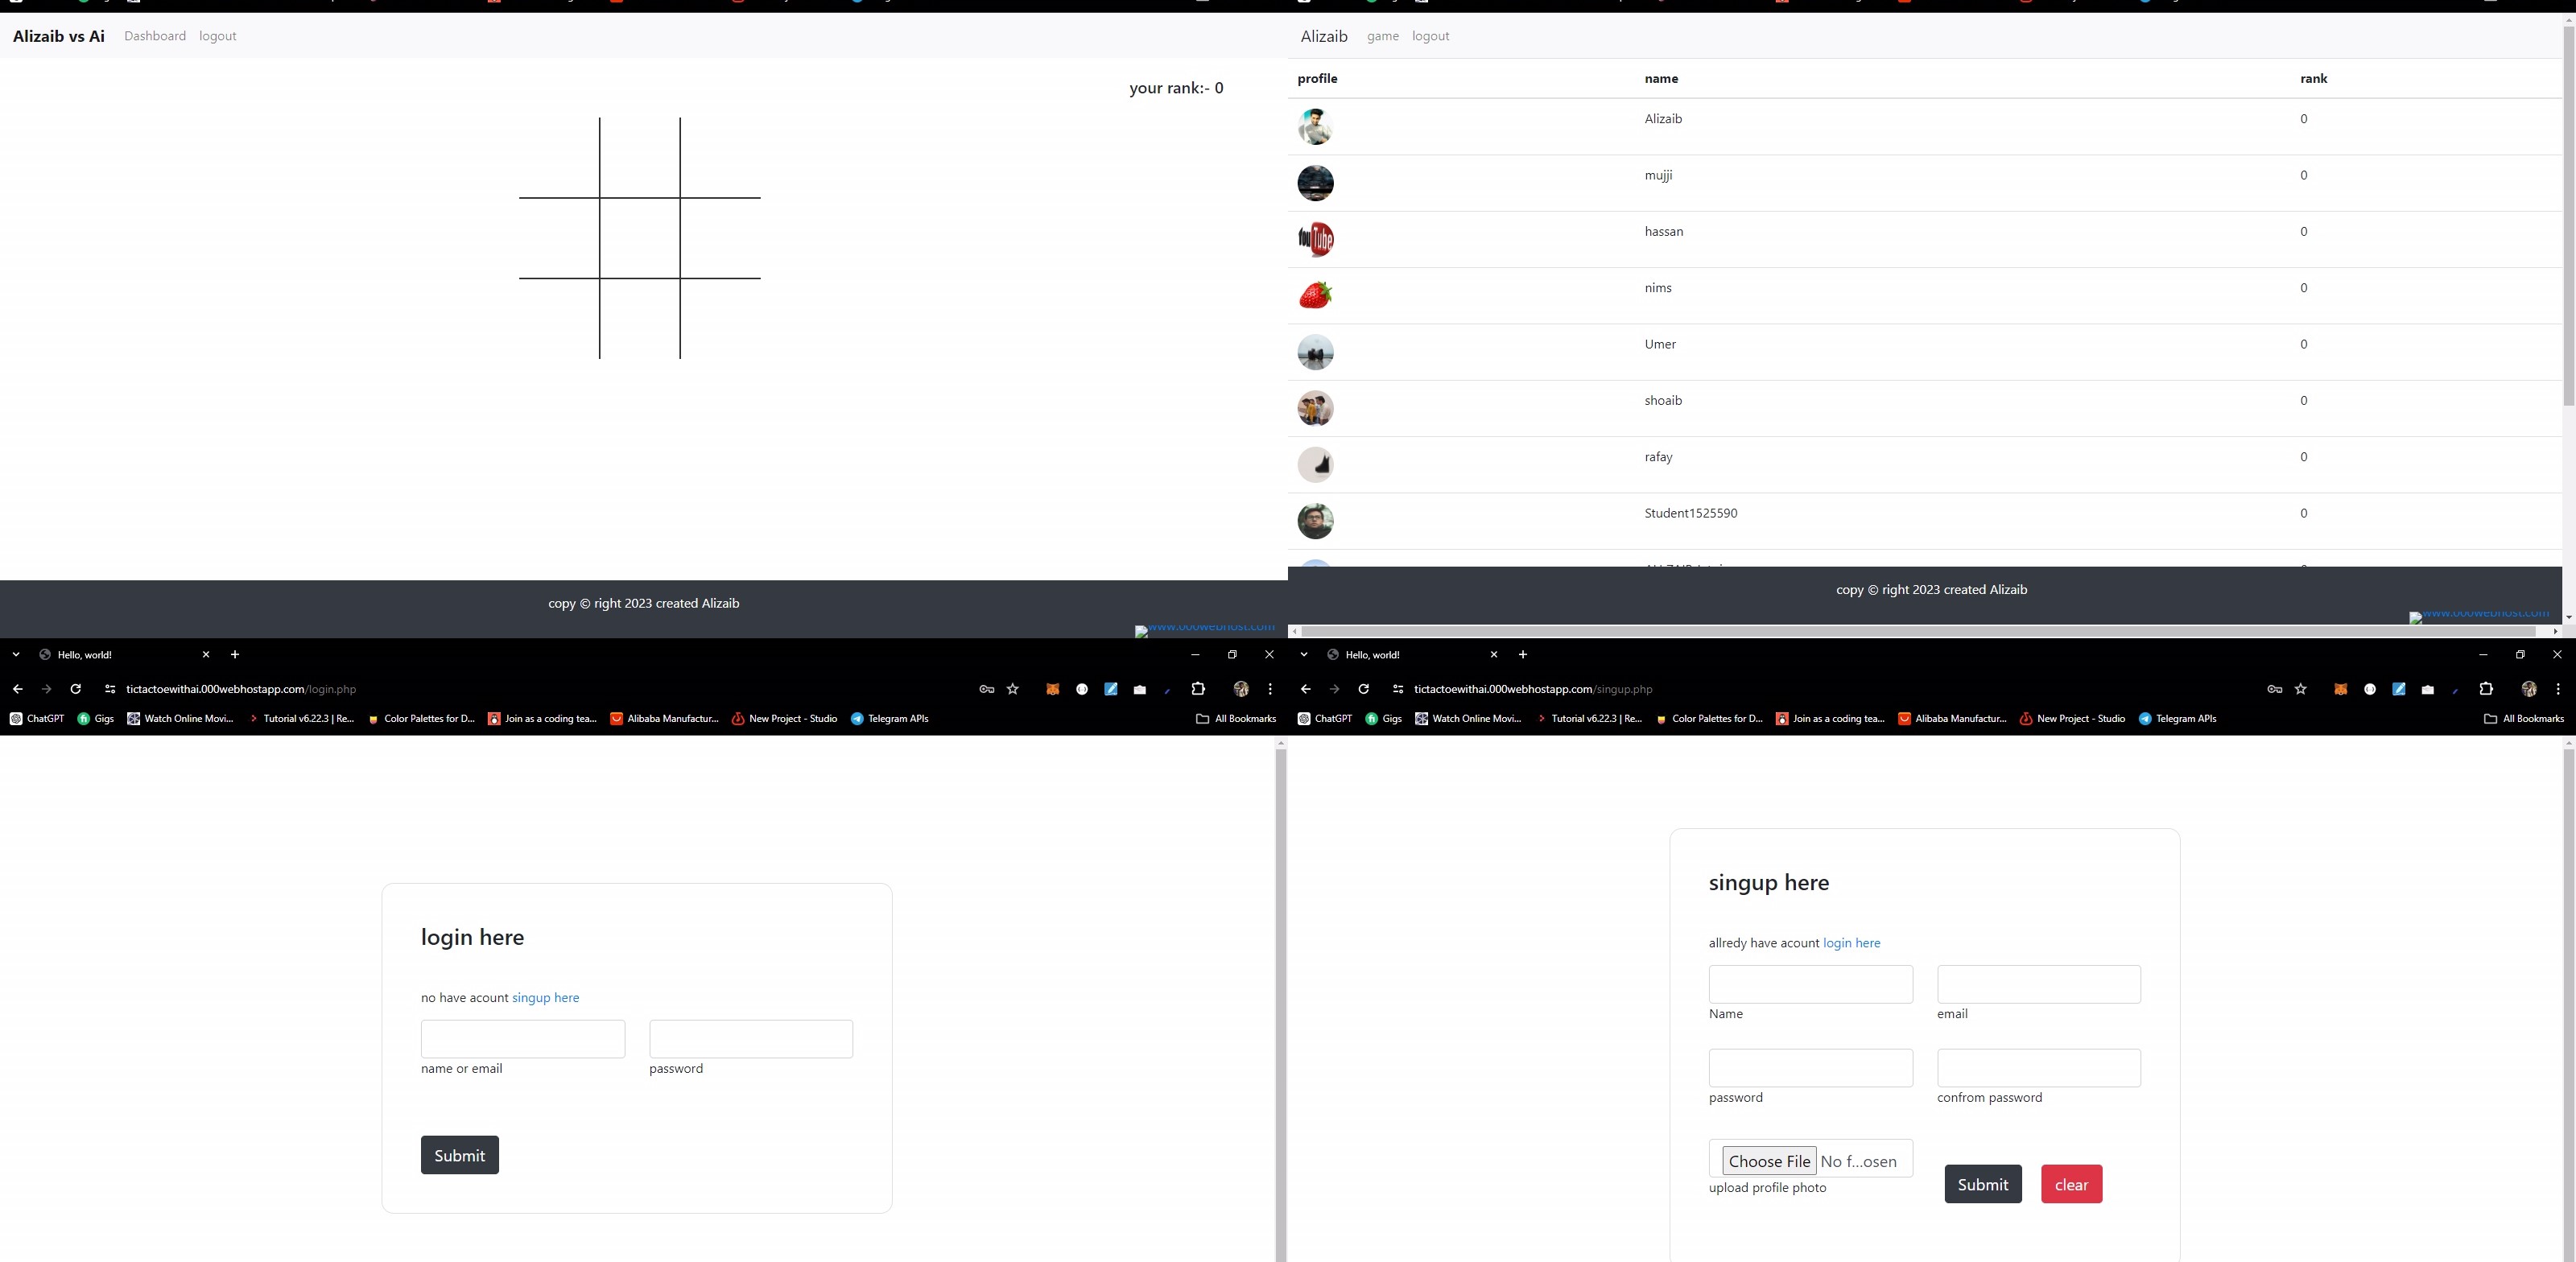 Alizaib vs Ai Dashboard logout
your rank:- 0
copy © right 2023 created Alizaib
www.000webhost.com
Alizaib game logout
profile name rank
Alizaib 0
mujji 0
You Tube
hassan 0
nims 0
Umer 0
shoaib 0
rafay 0
Student1525590 0
copy © right 2023 created Alizaib
www.000webhost.com
Hello, world!
tictactoewithai.000webhostapp.com/login.php
ChatGPT Gigs Watch Online Movi... Tutorial v6.22.3 | Re... Color Palettes for D... Join as a coding tea... Alibaba Manufactur... New Project - Studio Telegram APIs All Bookmarks
login here
no have acount singup here
name or email password
Submit
Hello, world!
tictactoewithai.000webhostapp.com/singup.php
ChatGPT Gigs Watch Online Movi... Tutorial v6.22.3 | Re... Color Palettes for D... Join as a coding tea... Alibaba Manufactur... New Project - Studio Telegram APIs All Bookmarks
singup here
allredy have acount login here
Name email
password confrom password
Choose File No f...osen
upload profile photo
Submit clear